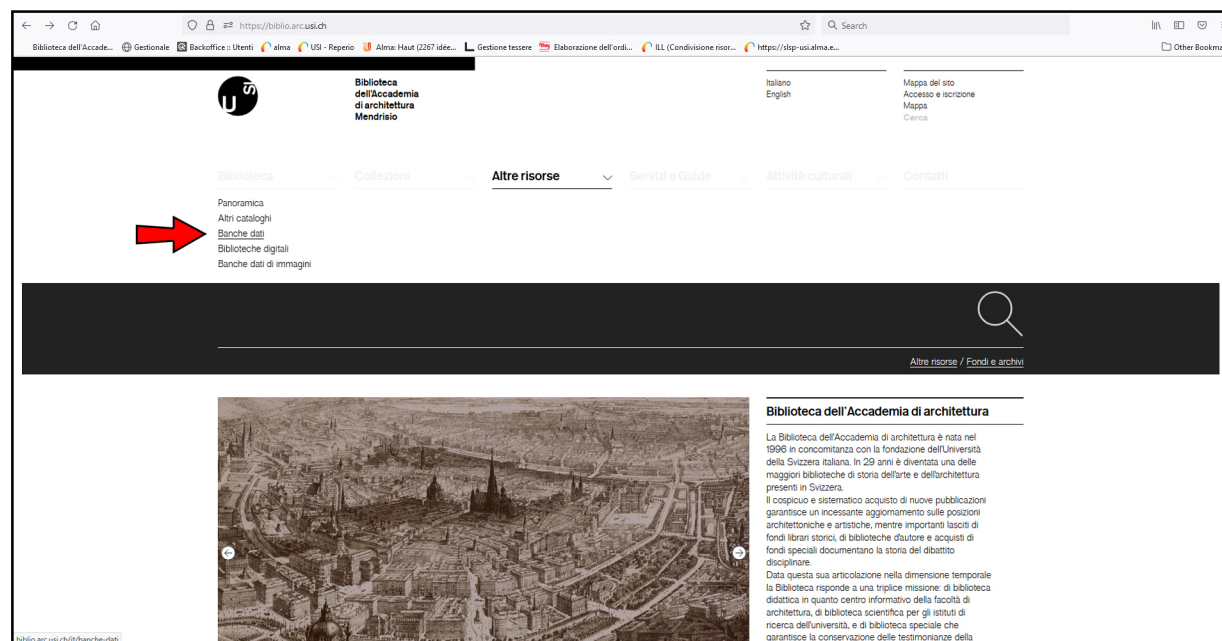 https://biblio.arc.usi.ch
Search
Biblioteca dell'Accade... Gestionale Backoffice :: Utenti alma USI - Reperio Alma: Haut (2267 idée... Gestione tessere Elaborazione dell'ordi... ILL (Condivisione risor... https://slsp-usi.alma.e... Other Bookma
USI
Biblioteca
dell'Accademia
di architettura
Mendrisio
Italiano
English
Mappa del sito
Accesso e iscrizione
Mappa
Cerca
Biblioteca Collezioni Altre risorse Servizi e Guide Attività culturali Contatti
Panoramica
Altri cataloghi
Banche dati
Biblioteche digitali
Banche dati di immagini
Altre risorse / Fondi e archivi
Biblioteca dell'Accademia di architettura
La Biblioteca dell'Accademia di architettura è nata nel
1996 in concomitanza con la fondazione dell'Università
della Svizzera italiana. In 29 anni è diventata una delle
maggiori biblioteche di storia dell'arte e dell'architettura
presenti in Svizzera.
Il cospicuo e sistematico acquisto di nuove pubblicazioni
garantisce un incessante aggiornamento sulle posizioni
architettoniche e artistiche, mentre importanti lasciti di
fondi librari storici, di biblioteche d'autore e acquisti di
fondi speciali documentano la storia del dibattito
disciplinare.
Data questa sua articolazione nella dimensione temporale
la Biblioteca risponde a una triplice missione: di biblioteca
didattica in quanto centro informativo della facoltà di
architettura, di biblioteca scientifica per gli istituti di
ricerca dell'università, e di biblioteca speciale che
garantisce la conservazione delle testimonianze della
biblio.arc.usi.ch/it/banche-dati